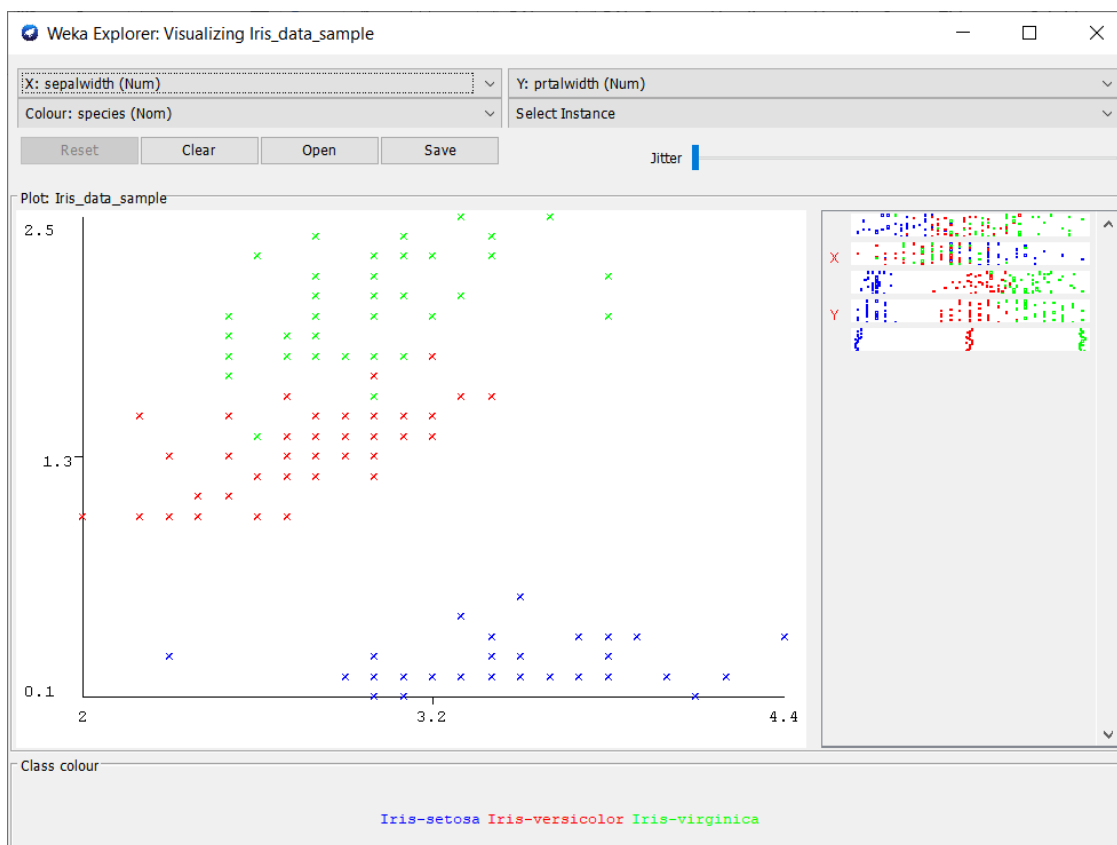 Weka Explorer: Visualizing Iris_data_sample
X: sepalwidth (Num) Y: prtalwidth (Num)
Colour: species (Nom) Select Instance
Reset Clear Open Save Jitter
Plot: Iris_data_sample
2.5
1.3
0.1
2 3.2 4.4
X
Y
Class colour
Iris-setosa Iris-versicolor Iris-virginica